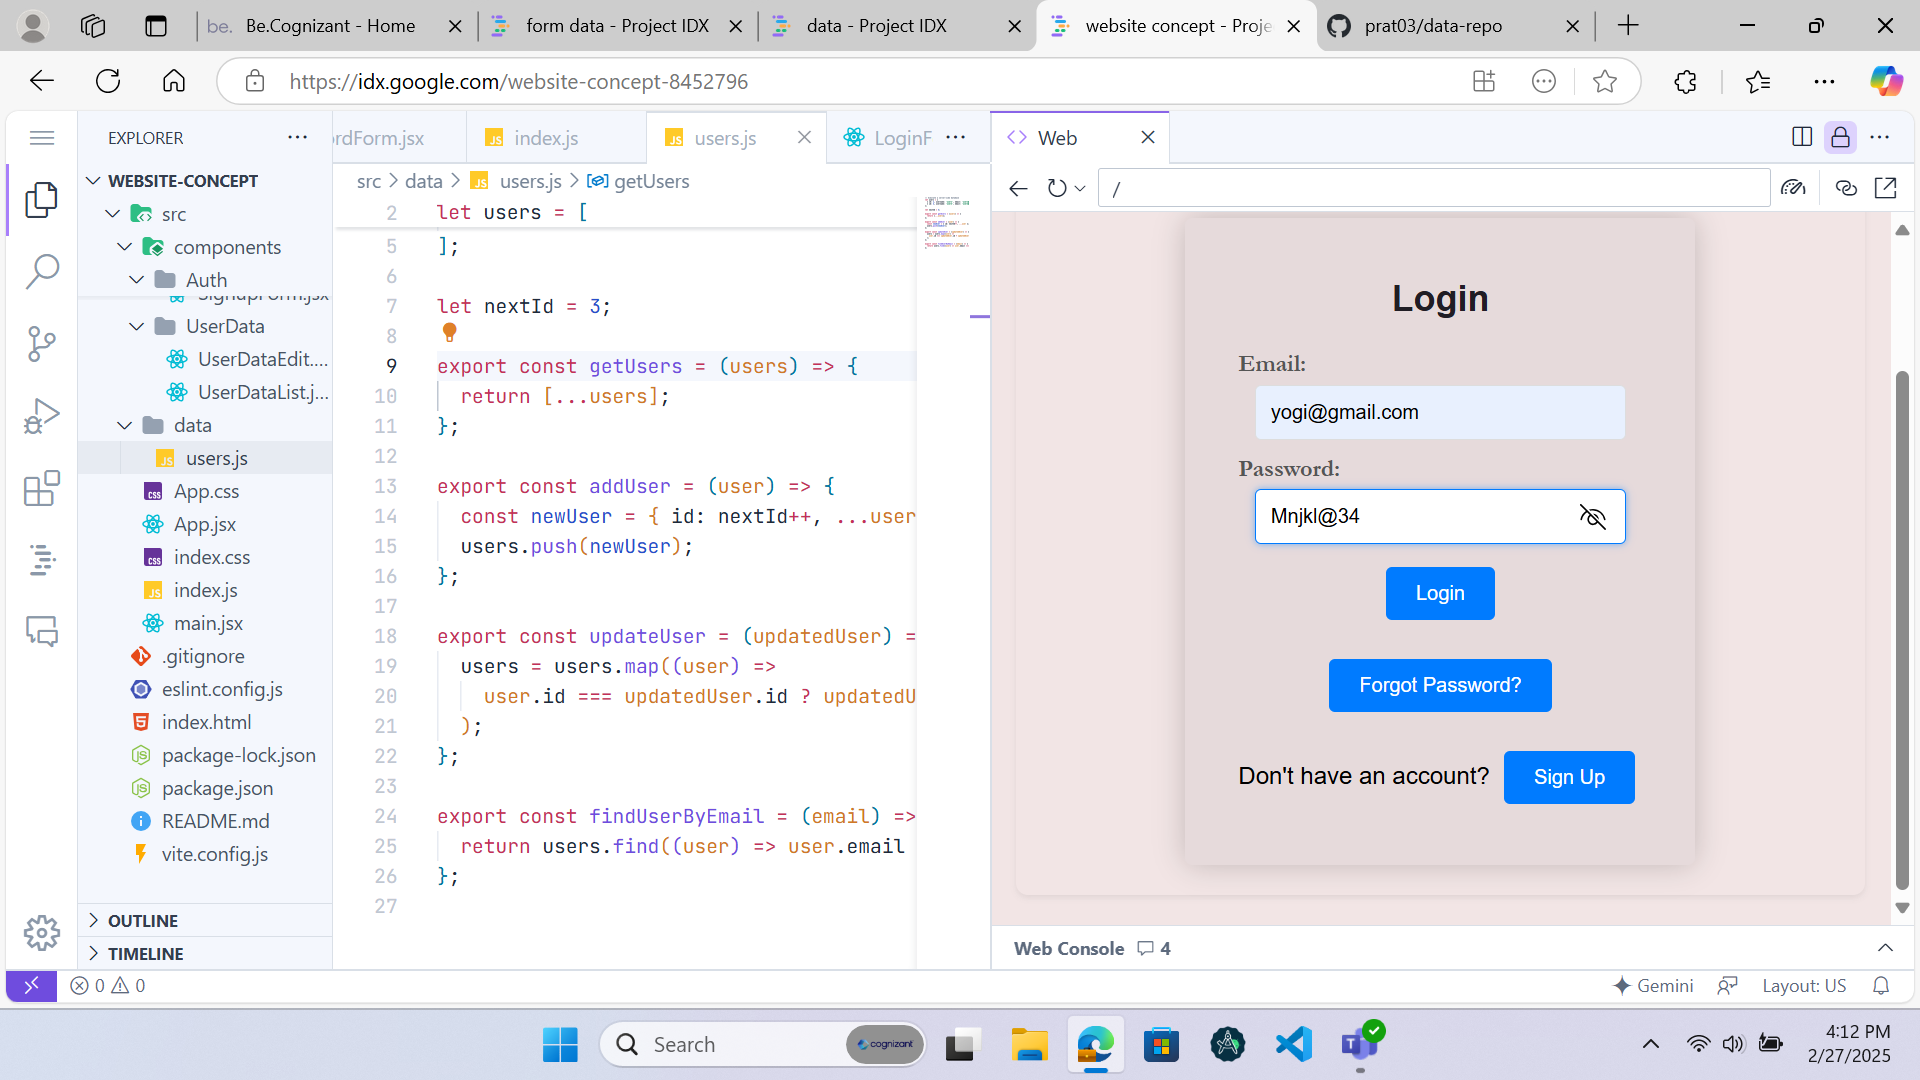 be. Be.Cognizant - Home
form data - Project IDX
data - Project IDX
website concept - Proje
prat03/data-repo
https://idx.google.com/website-concept-8452796
EXPLORER
WEBSITE-CONCEPT
src
components
Auth
SignupForm.jsx
UserData
UserDataEdit....
UserDataList.j...
data
users.js
App.css
App.jsx
index.css
index.js
main.jsx
.gitignore
eslint.config.js
index.html
package-lock.json
package.json
README.md
vite.config.js
OUTLINE
TIMELINE
rdForm.jsx
index.js
users.js
LoginF
src > data > JS users.js > getUsers
2 let users = [
5 ];
6
7 let nextId = 3;
8
9 export const getUsers = (users) => {
10 return [...users];
11 };
12
13 export const addUser = (user) => {
14 const newUser = { id: nextId++, ...user
15 users.push(newUser);
16 };
17
18 export const updateUser = (updatedUser) =
19 users = users.map((user) =>
20 user.id === updatedUser.id ? updatedU
21 );
22 };
23
24 export const findUserByEmail = (email) =>
25 return users.find((user) => user.email
26 };
27
Web
/
Login
Email:
yogi@gmail.com
Password:
Mnjkl@34
Login
Forgot Password?
Don't have an account? Sign Up
Web Console 4
0 0
Gemini
Layout: US
Search
cognizant
4:12 PM
2/27/2025